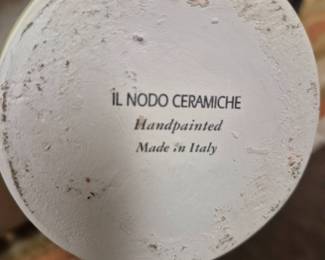 IL NODO CERAMICHE
Handpainted
Made in Italy